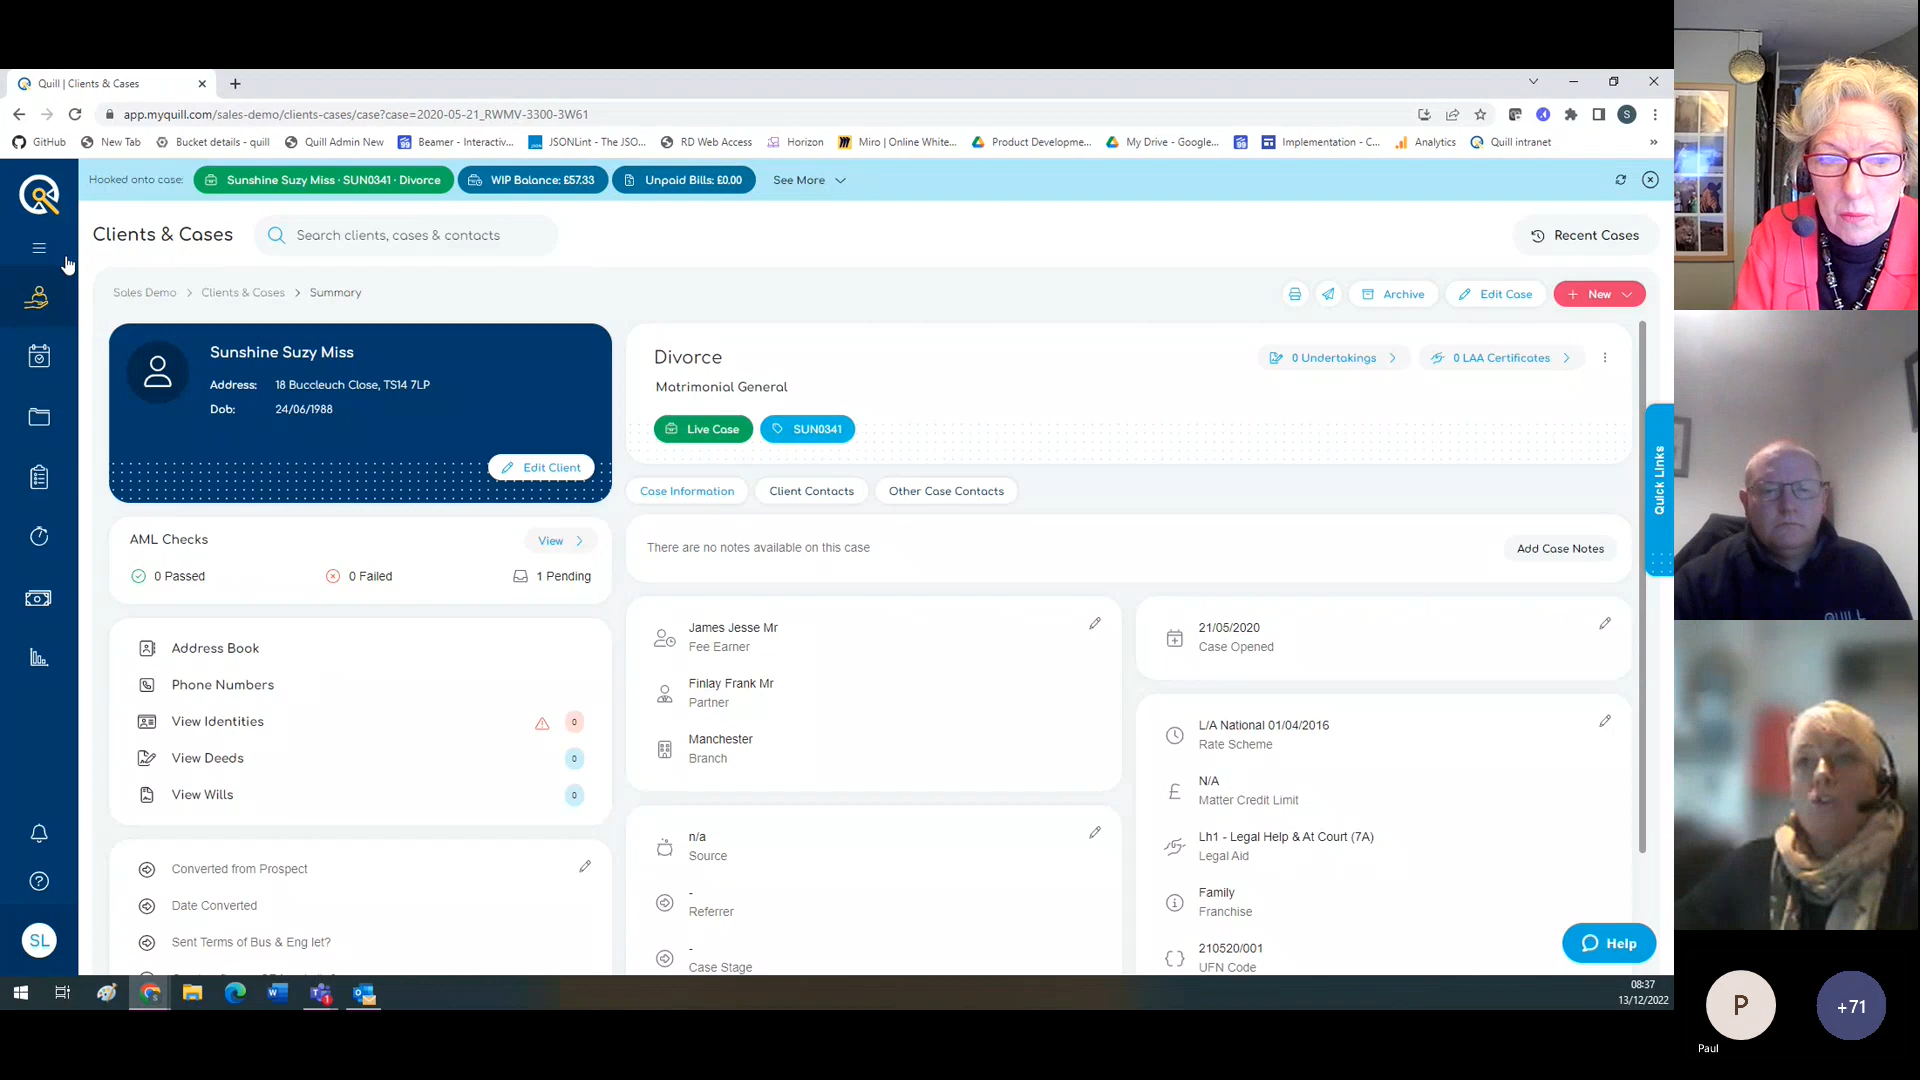 Quill | Clients & Cases
app.myquill.com/sales-demo/clients-cases/case?case=2020-05-21_RWMV-3300-3W61
S
GitHub New Tab Bucket details - quill Quill Admin New Beamer - Interactiv... JSONLint - The JSO... RD Web Access Horizon Miro | Online White... Product Developme... My Drive - Google... Implementation - C... Analytics Quill intranet »
Hooked onto case: Sunshine Suzy Miss · SUN0341 · Divorce WIP Balance: £57.33 Unpaid Bills: £0.00 See More
Clients & Cases Search clients, cases & contacts Recent Cases
Sales Demo > Clients & Cases > Summary Archive Edit Case + New
Sunshine Suzy Miss
Address: 18 Buccleuch Close, TS14 7LP
Dob: 24/06/1988
Edit Client
Divorce
Matrimonial General
0 Undertakings > 0 LAA Certificates >
Live Case SUN0341
Case Information Client Contacts Other Case Contacts
Quick Links
AML Checks View >
0 Passed 0 Failed 1 Pending
There are no notes available on this case Add Case Notes
Address Book
Phone Numbers
View Identities 0
View Deeds 0
View Wills 0
Converted from Prospect
Date Converted
Sent Terms of Bus & Eng let?
James Jesse Mr
Fee Earner
Finlay Frank Mr
Partner
Manchester
Branch
n/a
Source
-
Referrer
-
Case Stage
21/05/2020
Case Opened
L/A National 01/04/2016
Rate Scheme
N/A
Matter Credit Limit
Lh1 - Legal Help & At Court (7A)
Legal Aid
Family
Franchise
210520/001
UFN Code
Help
SL
08:37
13/12/2022
QUILL
P
+71
Paul